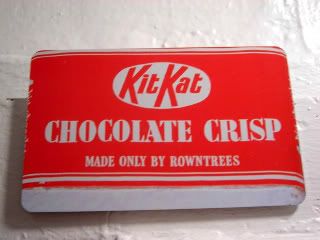 KitKat
CHOCOLATE CRISP
MADE ONLY BY ROWNTREES